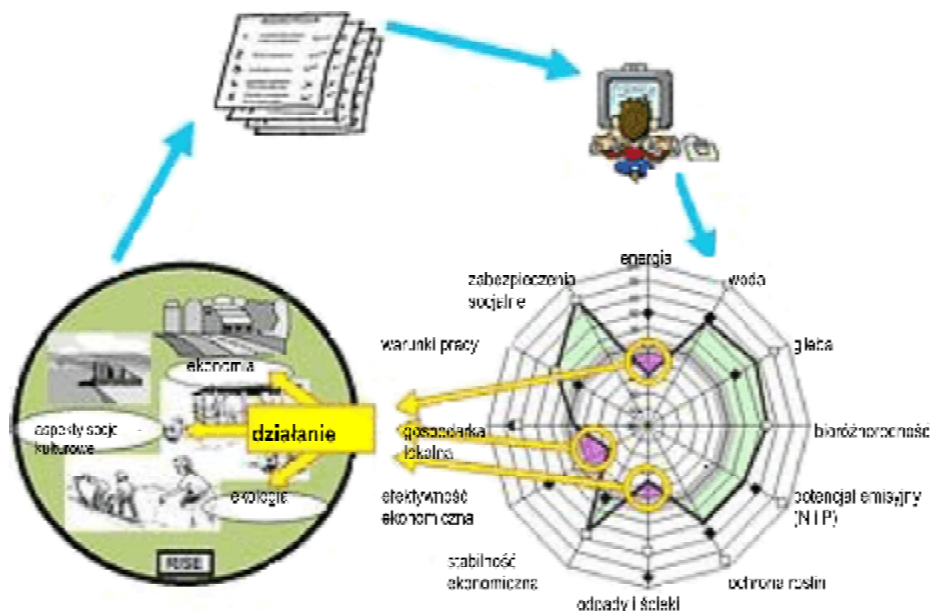 energia
zabezpieczenia
socjalne
woda
warunki pracy
gleba
ekonomia
aspekty socjo
kulturowe
działanie
gospodarka
lokalna
bioróżnorodność
ekologia
efektywność
ekonomiczna
potencjał emisyjny
(N i P)
RISE
stabilność
ekonomiczna
ochrona roślin
odpady i ścieki